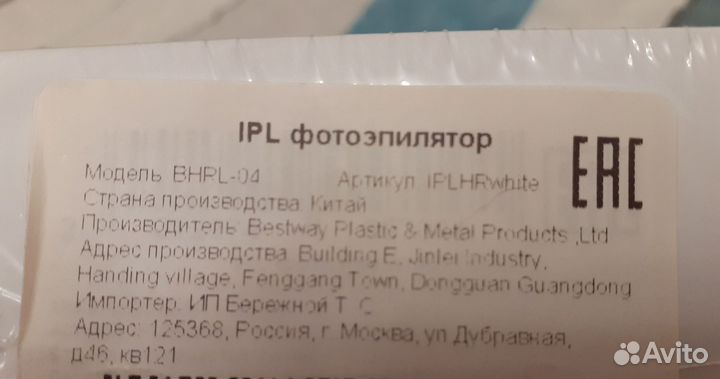 IPL фотоэпилятор
EAC
Модель: BHPL-04 Артикул: IPLHRwhite
Страна производства: Китай
Производитель: Bestway Plastic & Metal Products ,Ltd
Адрес производства: Building E, Jinlei Industry,
Handing village, Fenggang Town, Dongguan Guangdong
Импортер: ИП Бережной Т. С.
Адрес: 125368, Россия, г. Москва, ул Дубравная,
д46, кв121
Avito